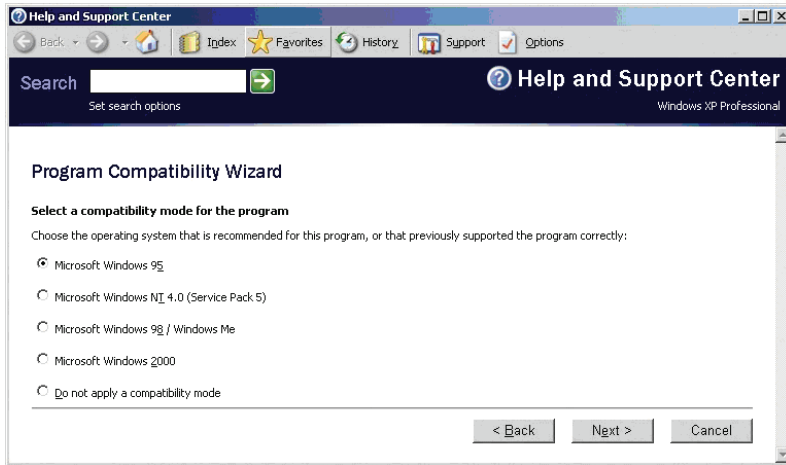 Help and Support Center
Back Index Favorites History Support Options
Search
Help and Support Center
Set search options
Windows XP Professional
Program Compatibility Wizard
Select a compatibility mode for the program
Choose the operating system that is recommended for this program, or that previously supported the program correctly:
Microsoft Windows 95
Microsoft Windows NT 4.0 (Service Pack 5)
Microsoft Windows 98 / Windows Me
Microsoft Windows 2000
Do not apply a compatibility mode
< Back Next > Cancel